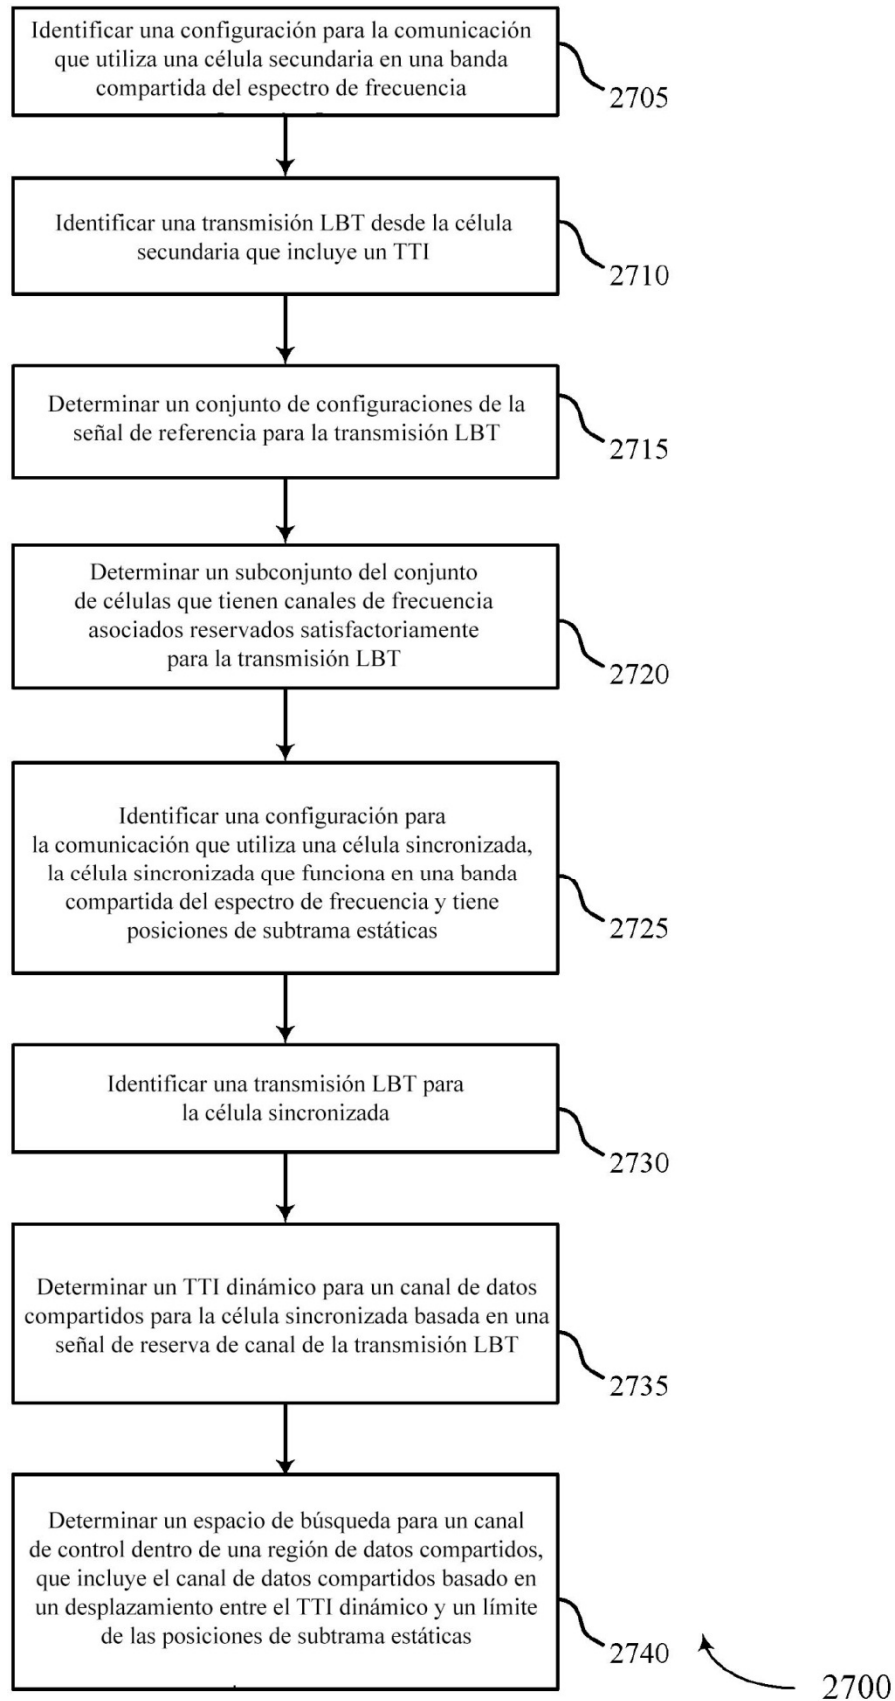 Identificar una configuración para la comunicación
que utiliza una célula secundaria en una banda
compartida del espectro de frecuencia
2705
Identificar una transmisión LBT desde la célula
secundaria que incluye un TTI
2710
Determinar un conjunto de configuraciones de la
señal de referencia para la transmisión LBT
2715
Determinar un subconjunto del conjunto
de células que tienen canales de frecuencia
asociados reservados satisfactoriamente
para la transmisión LBT
2720
Identificar una configuración para
la comunicación que utiliza una célula sincronizada,
la célula sincronizada que funciona en una banda
compartida del espectro de frecuencia y tiene
posiciones de subtrama estáticas
2725
Identificar una transmisión LBT para
la célula sincronizada
2730
Determinar un TTI dinámico para un canal de datos
compartidos para la célula sincronizada basada en una
señal de reserva de canal de la transmisión LBT
2735
Determinar un espacio de búsqueda para un canal
de control dentro de una región de datos compartidos,
que incluye el canal de datos compartidos basado en
un desplazamiento entre el TTI dinámico y un límite
de las posiciones de subtrama estáticas
2740
2700